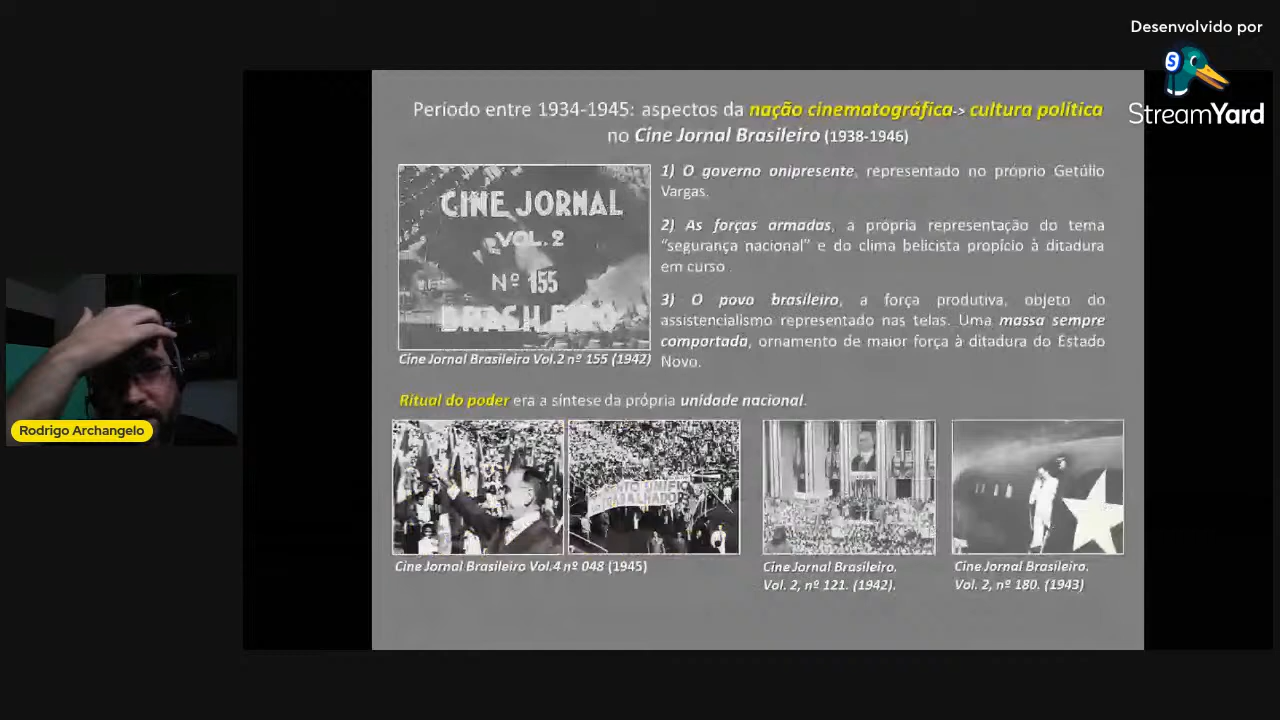 Desenvolvido por
StreamYard
Período entre 1934-1945: aspectos da nação cinematográfica-> cultura política
no Cine Jornal Brasileiro (1938-1946)
CINE JORNAL
VOL. 2
Nº 155
BRASILEIRO
Cine Jornal Brasileiro Vol.2 nº 155 (1942)
1) O governo onipresente, representado no próprio Getúlio
Vargas.
2) As forças armadas, a própria representação do tema
“segurança nacional” e do clima belicista propício à ditadura
em curso .
3) O povo brasileiro, a força produtiva, objeto do
assistencialismo representado nas telas. Uma massa sempre
comportada, ornamento de maior força à ditadura do Estado
Novo.
Ritual do poder era a síntese da própria unidade nacional.
UNIFIC
TRABALHADOR
Cine Jornal Brasileiro Vol.4 nº 048 (1945)
Cine Jornal Brasileiro.
Vol. 2, nº 121. (1942).
Cine Jornal Brasileiro.
Vol. 2, nº 180. (1943)
Rodrigo Archangelo